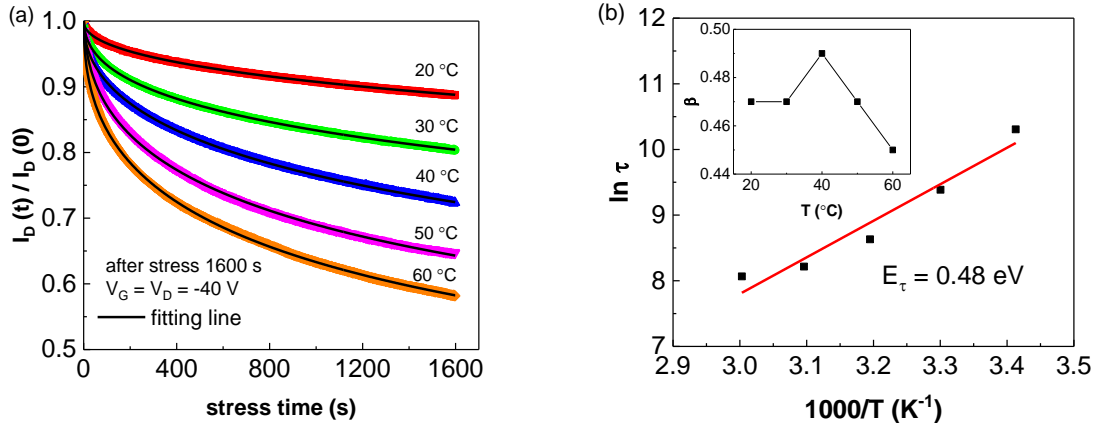 (a)
1.0
0.9
0.8
0.7
0.6
0.5
I_D (t) / I_D (0)
20 °C
30 °C
40 °C
50 °C
60 °C
after stress 1600 s
V_G = V_D = -40 V
fitting line
0 400 800 1200 1600
stress time (s)
(b)
12
11
10
9
8
7
ln τ
0.50
0.48
0.46
0.44
β
20 40 60
T (°C)
E_τ = 0.48 eV
2.9 3.0 3.1 3.2 3.3 3.4 3.5
1000/T (K⁻¹)